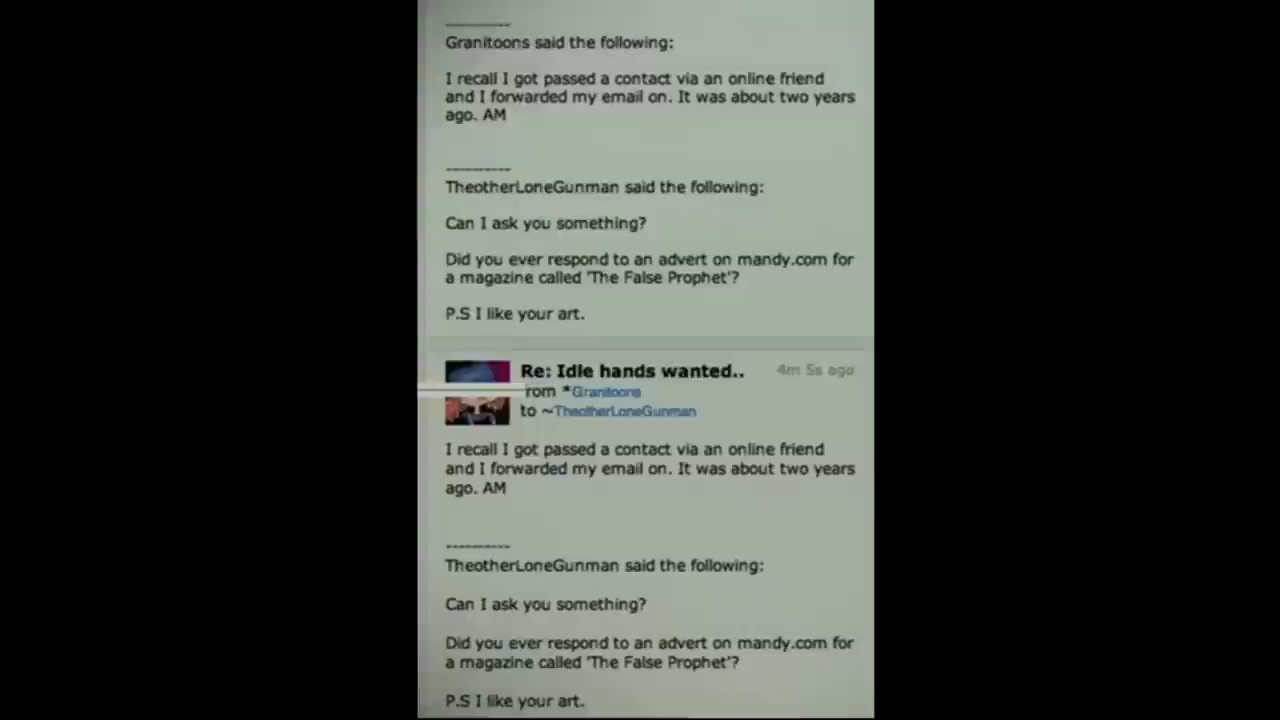 ----------
Granitoons said the following:
I recall I got passed a contact via an online friend
and I forwarded my email on. It was about two years
ago. AM
----------
TheotherLoneGunman said the following:
Can I ask you something?
Did you ever respond to an advert on mandy.com for
a magazine called 'The False Prophet'?
P.S I like your art.
Re: Idle hands wanted.. 4m 5s ago
from *Granitoons
to ~TheotherLoneGunman
I recall I got passed a contact via an online friend
and I forwarded my email on. It was about two years
ago. AM
----------
TheotherLoneGunman said the following:
Can I ask you something?
Did you ever respond to an advert on mandy.com for
a magazine called 'The False Prophet'?
P.S I like your art.